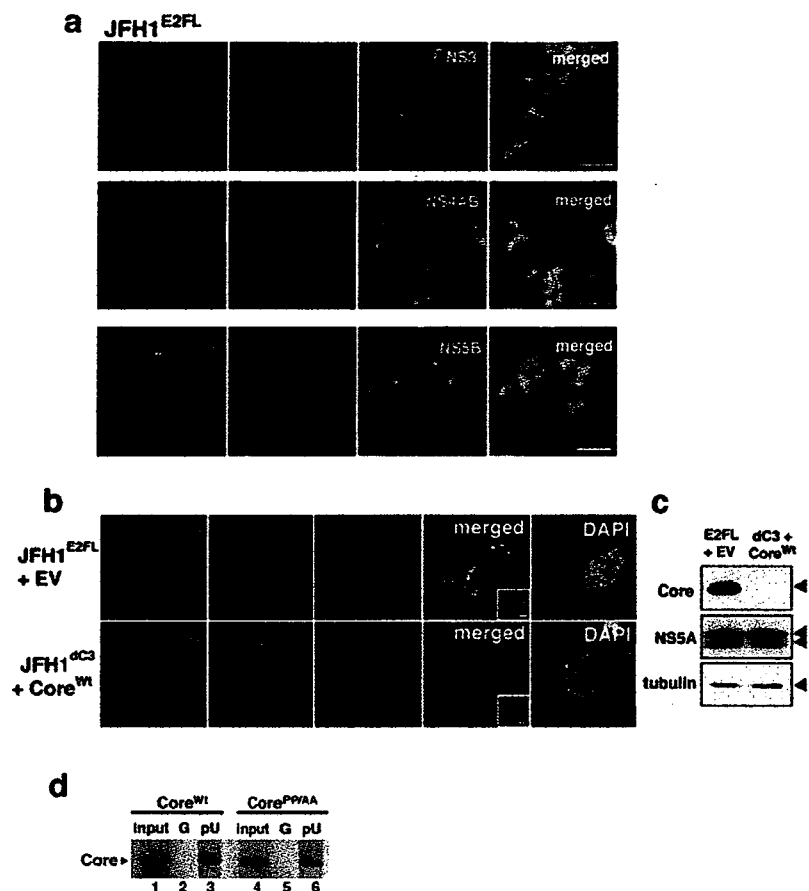 a
JFH1E2FL
NS3 merged
NS4AB merged
NS5B merged
b
JFH1E2FL + EV
merged DAPI
JFH1dC3 + CoreWt
merged DAPI
c
E2FL + EV dC3 + CoreWt
Core
NS5A
tubulin
d
CoreWt CorePP/AA
input G pU input G pU
Core
1 2 3 4 5 6